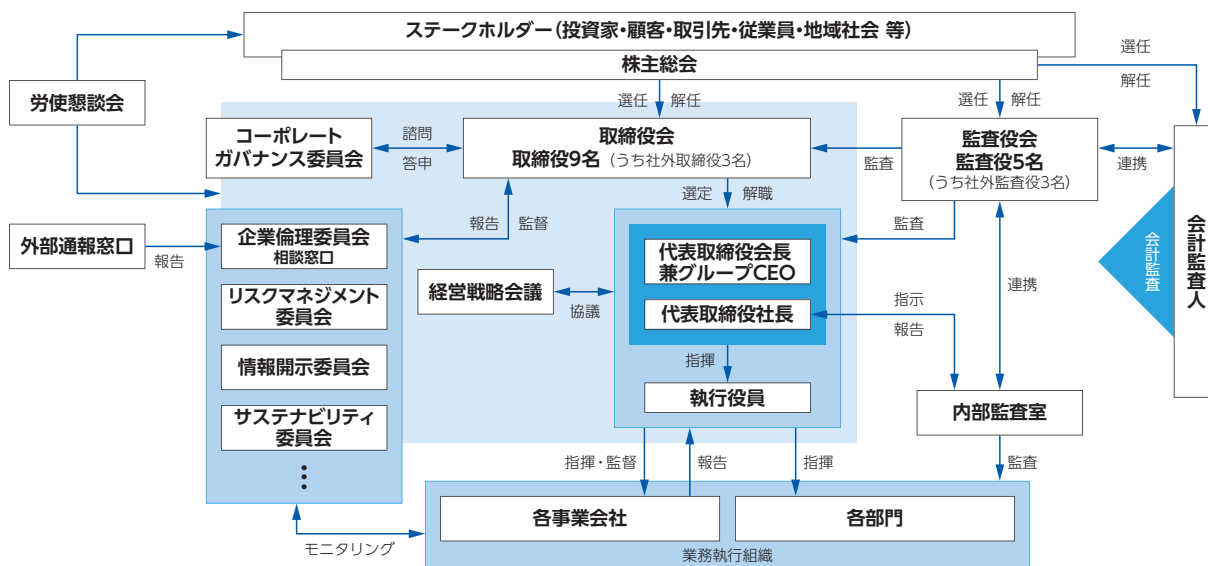 ステークホルダー（投資家・顧客・取引先・従業員・地域社会 等）
株主総会
選任
解任
労使懇談会
選任
解任
選任
解任
コーポレート
ガバナンス委員会
諮問
答申
取締役会
取締役9名（うち社外取締役3名）
監査
監査役会
監査役5名
（うち社外監査役3名）
連携
会計監査人
会計監査
選定
解職
報告
監督
監査
外部通報窓口
報告
企業倫理委員会
相談窓口
リスクマネジメント
委員会
情報開示委員会
サステナビリティ
委員会
⋮
経営戦略会議
協議
代表取締役会長
兼グループCEO
代表取締役社長
指揮
執行役員
指示
報告
連携
内部監査室
監査
指揮・監督
報告
指揮
各事業会社
各部門
業務執行組織
モニタリング